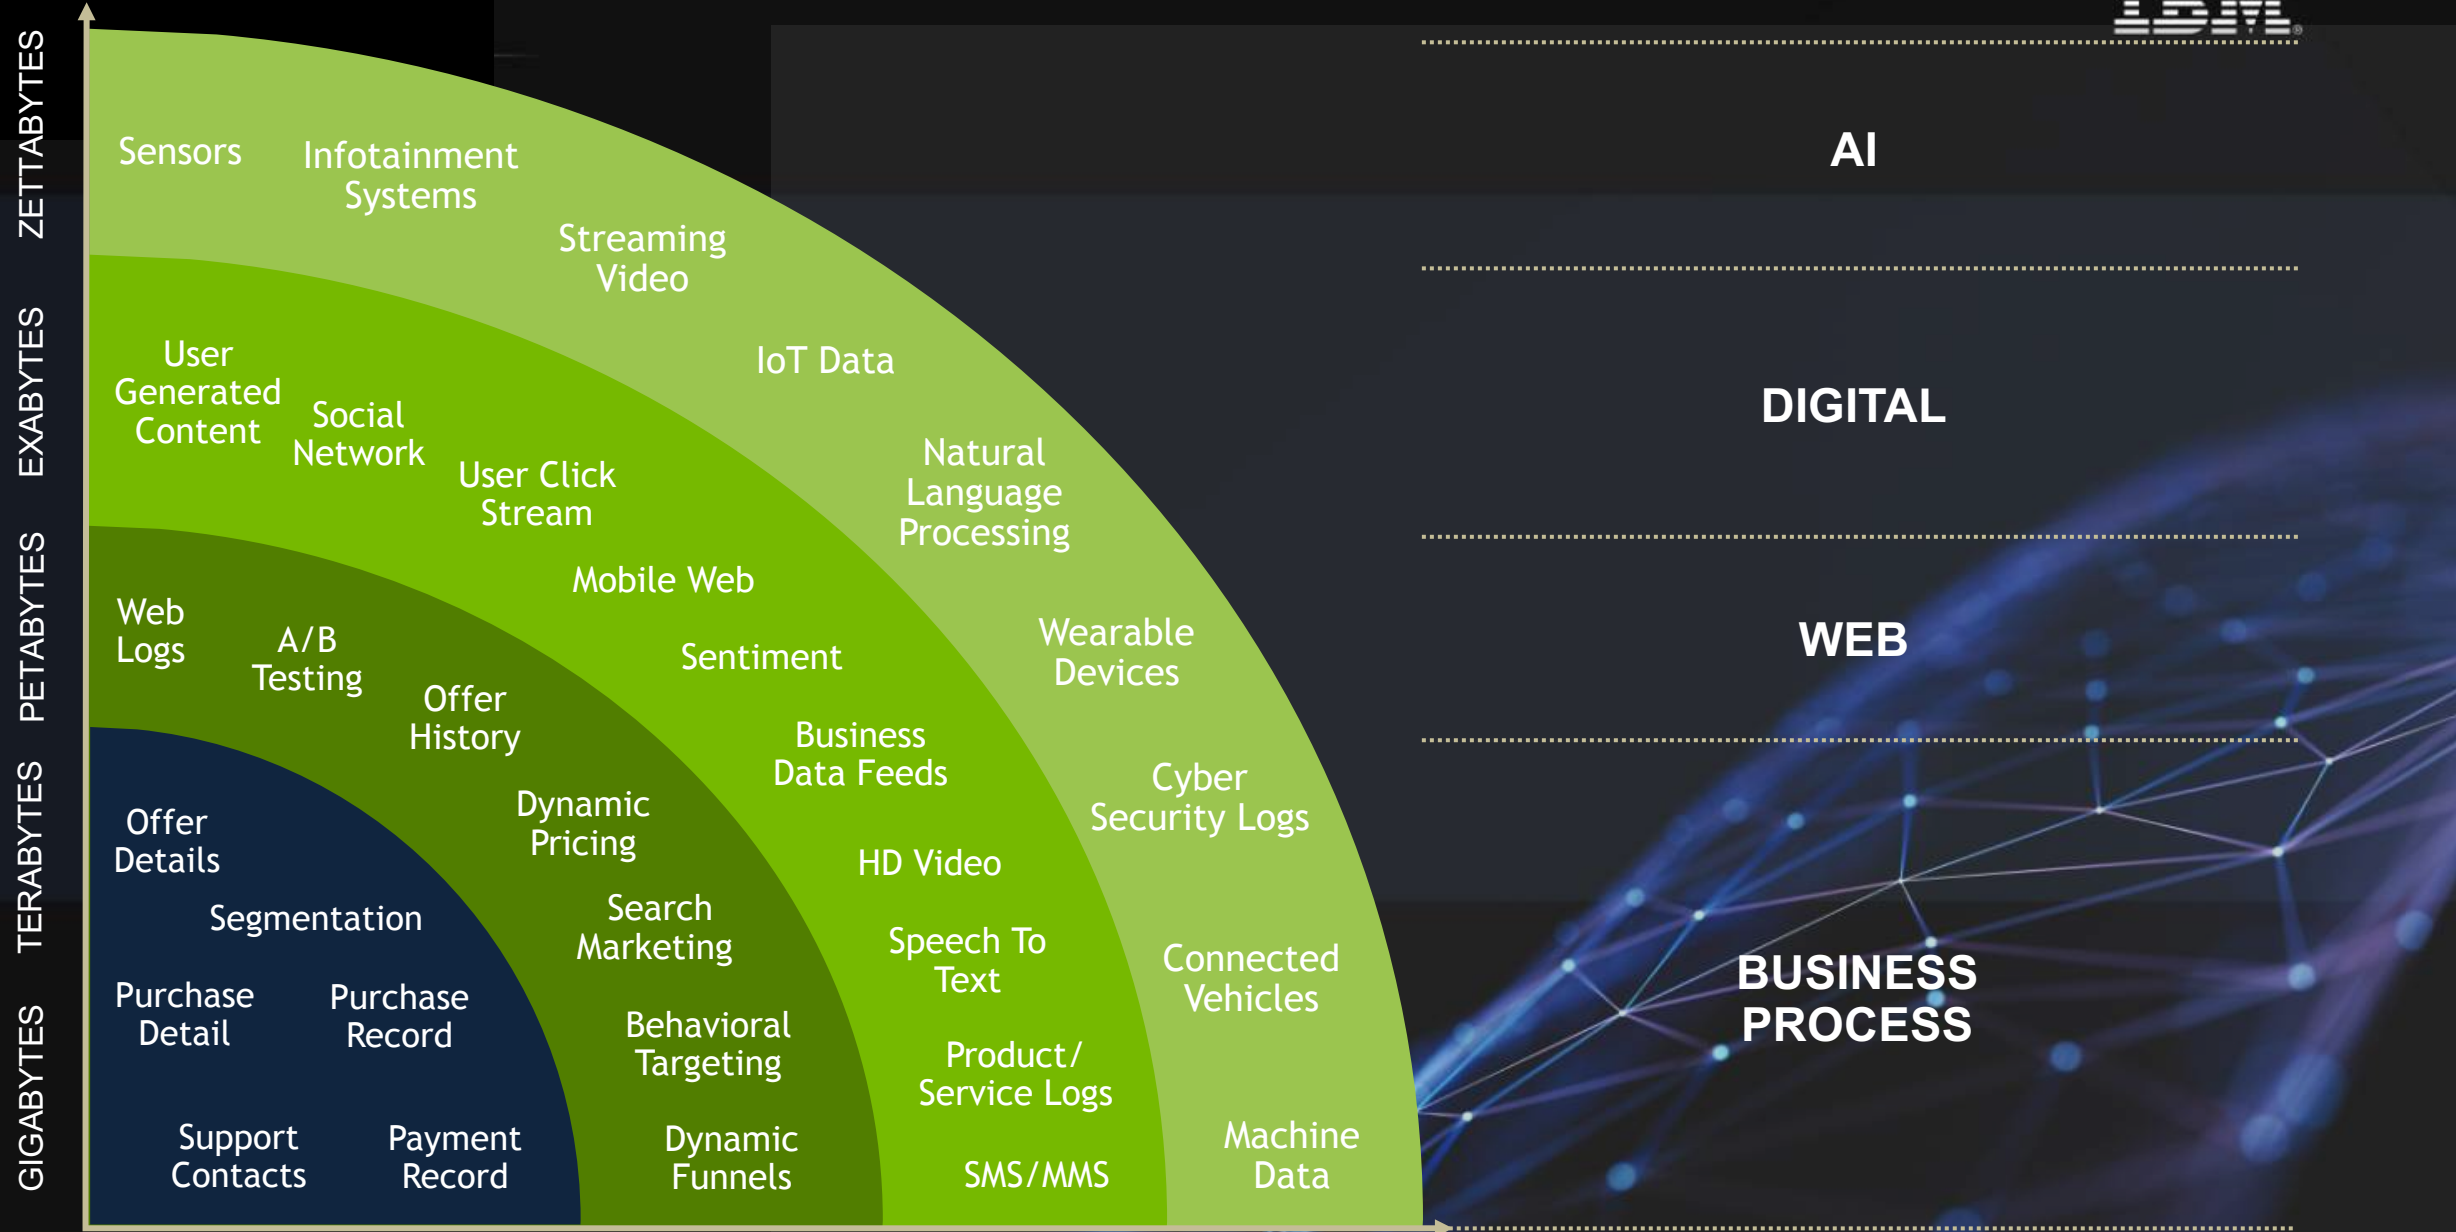 IBM
ZETTABYTES
EXABYTES
PETABYTES
TERABYTES
GIGABYTES
Sensors
Infotainment
Systems
Streaming
Video
IoT Data
Natural
Language
Processing
Wearable
Devices
Cyber
Security Logs
Connected
Vehicles
Machine
Data
User
Generated
Content
Social
Network
User Click
Stream
Mobile Web
Sentiment
Business
Data Feeds
HD Video
Speech To
Text
Product/
Service Logs
SMS/MMS
Web
Logs
A/B
Testing
Offer
History
Dynamic
Pricing
Search
Marketing
Behavioral
Targeting
Dynamic
Funnels
Offer
Details
Segmentation
Purchase
Detail
Purchase
Record
Support
Contacts
Payment
Record
AI
DIGITAL
WEB
BUSINESS
PROCESS